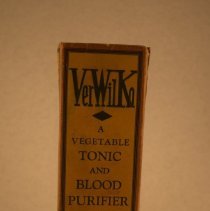 VerWilKo
A
VEGETABLE
TONIC
AND
BLOOD
PURIFIER